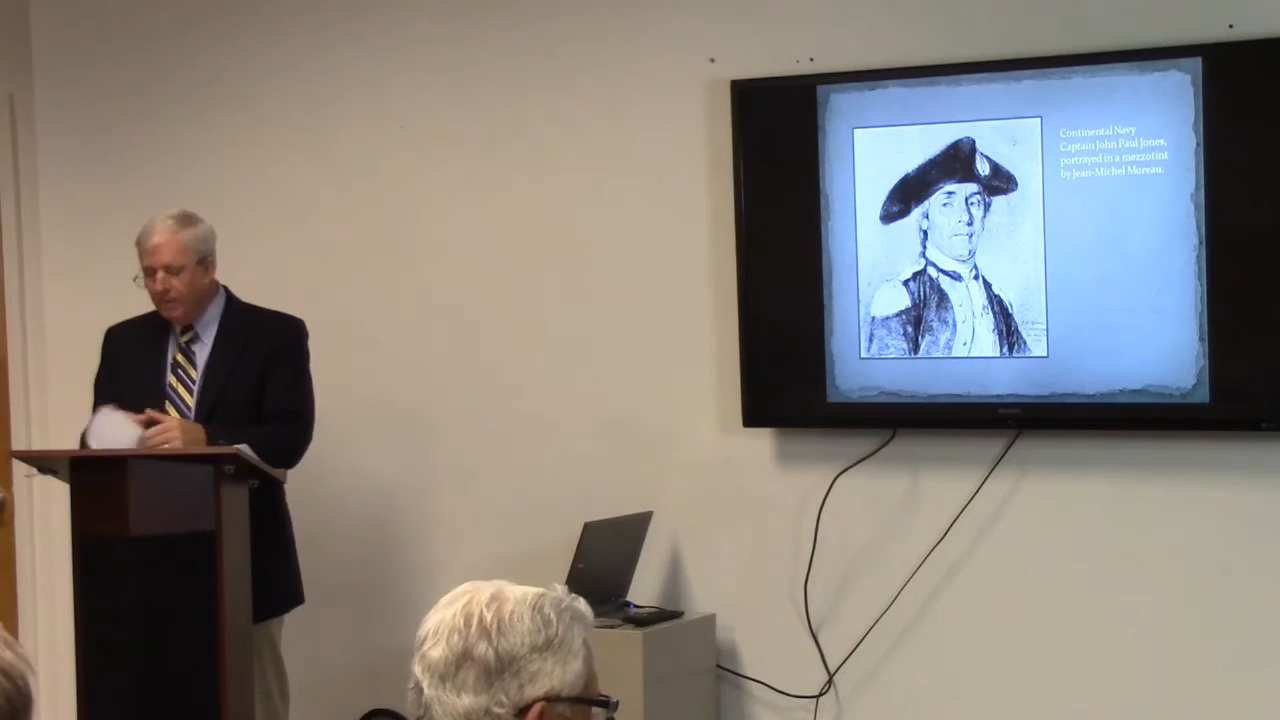 Continental Navy
Captain John Paul Jones,
portrayed in a mezzotint
by Jean-Michel Moreau.